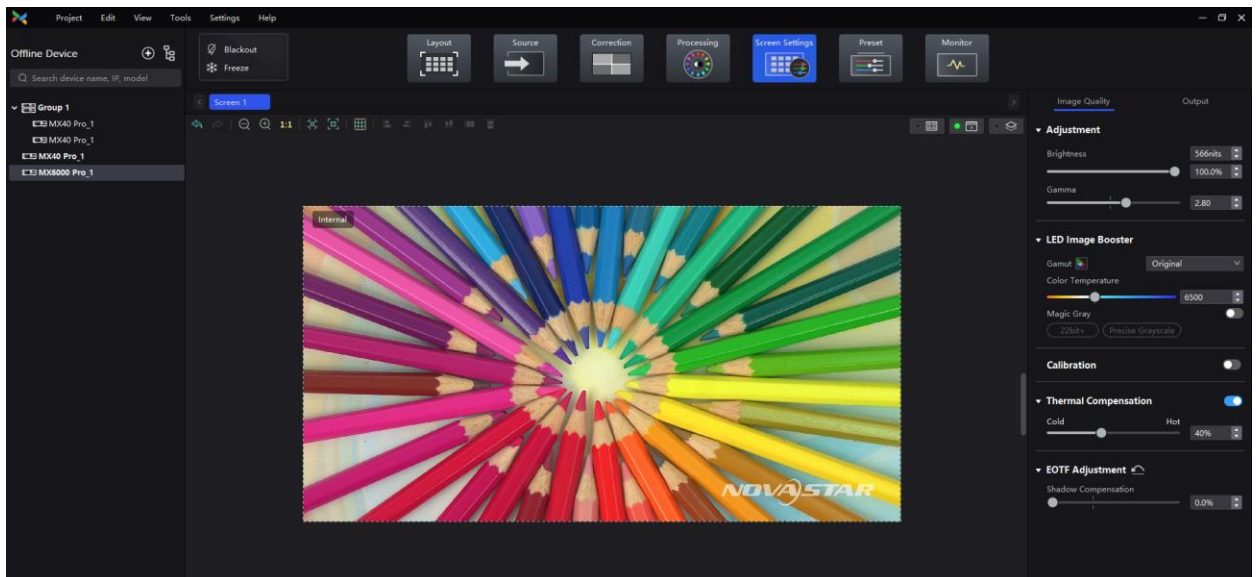 Project Edit View Tools Settings Help
Offline Device
Search device name, IP, model
Group 1
MX40 Pro_1
MX40 Pro_1
MX40 Pro_1
MX6000 Pro_1
Blackout
Freeze
Layout Source Correction Processing Screen Settings Preset Monitor
Screen 1
1:1
Internal
NOVASTAR
Image Quality Output
Adjustment
Brightness 566nits
100.0%
Gamma
2.80
LED Image Booster
Gamut Original
Color Temperature
6500
Magic Gray
22bit+ Precise Grayscale
Calibration
Thermal Compensation
Cold Hot
40%
EOTF Adjustment
Shadow Compensation
0.0%